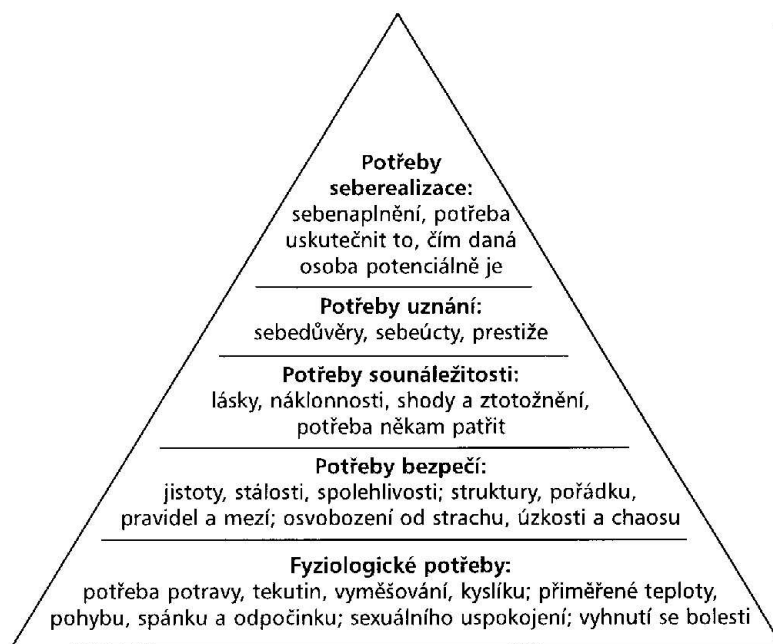 Potřeby
seberealizace:
sebenaplnění, potřeba
uskutečnit to, čím daná
osoba potenciálně je
Potřeby uznání:
sebedůvěry, sebeúcty, prestiže
Potřeby sounáležitosti:
lásky, náklonnosti, shody a ztotožnění,
potřeba někam patřit
Potřeby bezpečí:
jistoty, stálosti, spolehlivosti; struktury, pořádku,
pravidel a mezí; osvobození od strachu, úzkosti a chaosu
Fyziologické potřeby:
potřeba potravy, tekutin, vyměšování, kyslíku; přiměřené teploty,
pohybu, spánku a odpočinku; sexuálního uspokojení; vyhnutí se bolesti